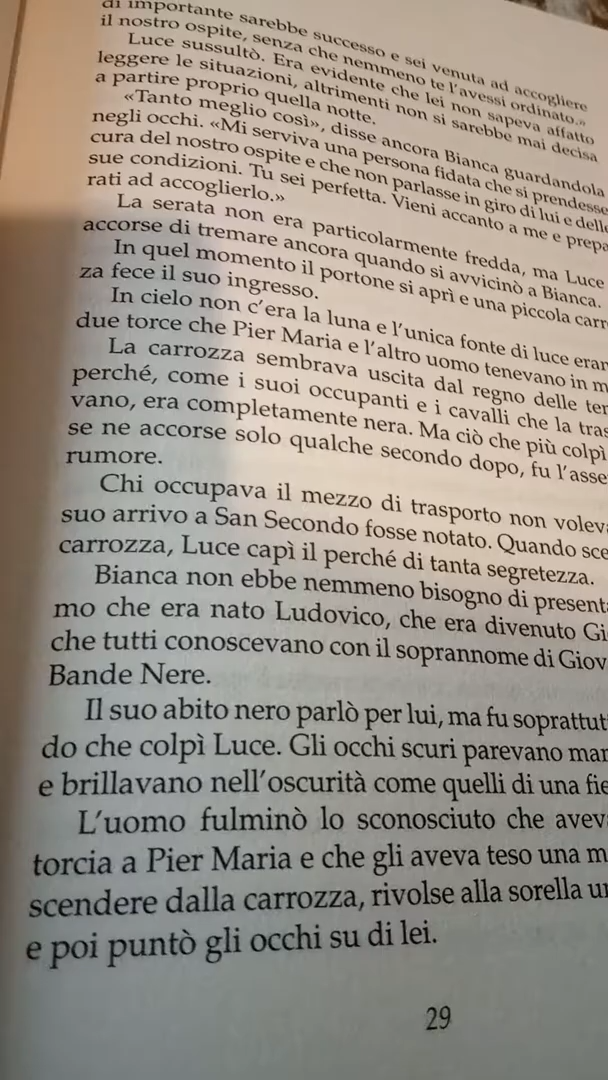 di importante sarebbe successo e sei venuta ad accogliere
il nostro ospite, senza che nemmeno te l'avessi ordinato.»
Luce sussultò. Era evidente che lei non sapeva affatto
leggere le situazioni, altrimenti non si sarebbe mai decisa
a partire proprio quella notte.
«Tanto meglio così», disse ancora Bianca guardandola
negli occhi. «Mi serviva una persona fidata che si prendesse
cura del nostro ospite e che non parlasse in giro di lui e delle
sue condizioni. Tu sei perfetta. Vieni accanto a me e prepa
rati ad accoglierlo.»
La serata non era particolarmente fredda, ma Luce
accorse di tremare ancora quando si avvicinò a Bianca.
In quel momento il portone si aprì e una piccola carr
za fece il suo ingresso.
In cielo non c'era la luna e l'unica fonte di luce eran
due torce che Pier Maria e l'altro uomo tenevano in m
La carrozza sembrava uscita dal regno delle ter
perché, come i suoi occupanti e i cavalli che la tras
vano, era completamente nera. Ma ciò che più colpì
se ne accorse solo qualche secondo dopo, fu l'asse
rumore.
Chi occupava il mezzo di trasporto non volev
suo arrivo a San Secondo fosse notato. Quando sce
carrozza, Luce capì il perché di tanta segretezza.
Bianca non ebbe nemmeno bisogno di present
mo che era nato Ludovico, che era divenuto Gi
che tutti conoscevano con il soprannome di Giov
Bande Nere.
Il suo abito nero parlò per lui, ma fu soprattut
do che colpì Luce. Gli occhi scuri parevano man
e brillavano nell'oscurità come quelli di una fie
L'uomo fulminò lo sconosciuto che avev
torcia a Pier Maria e che gli aveva teso una m
scendere dalla carrozza, rivolse alla sorella un
e poi puntò gli occhi su di lei.
29